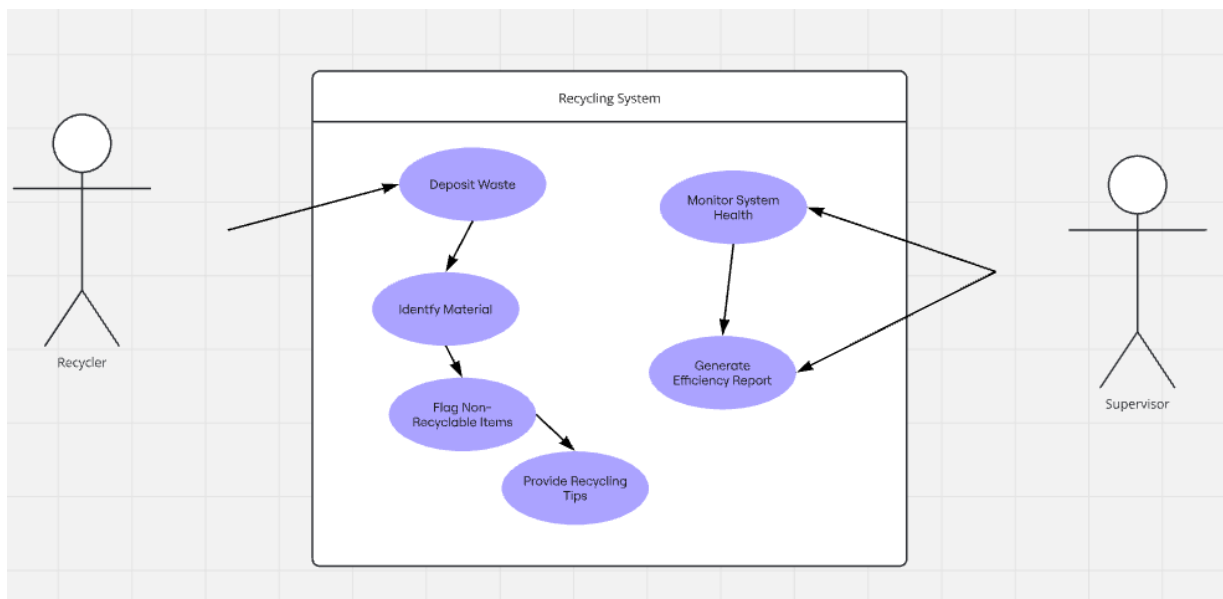 Recycling System
Deposit Waste
Monitor System
Health
Identfy Material
Generate
Efficiency Report
Flag Non-
Recyclable Items
Provide Recycling
Tips
Recycler
Supervisor